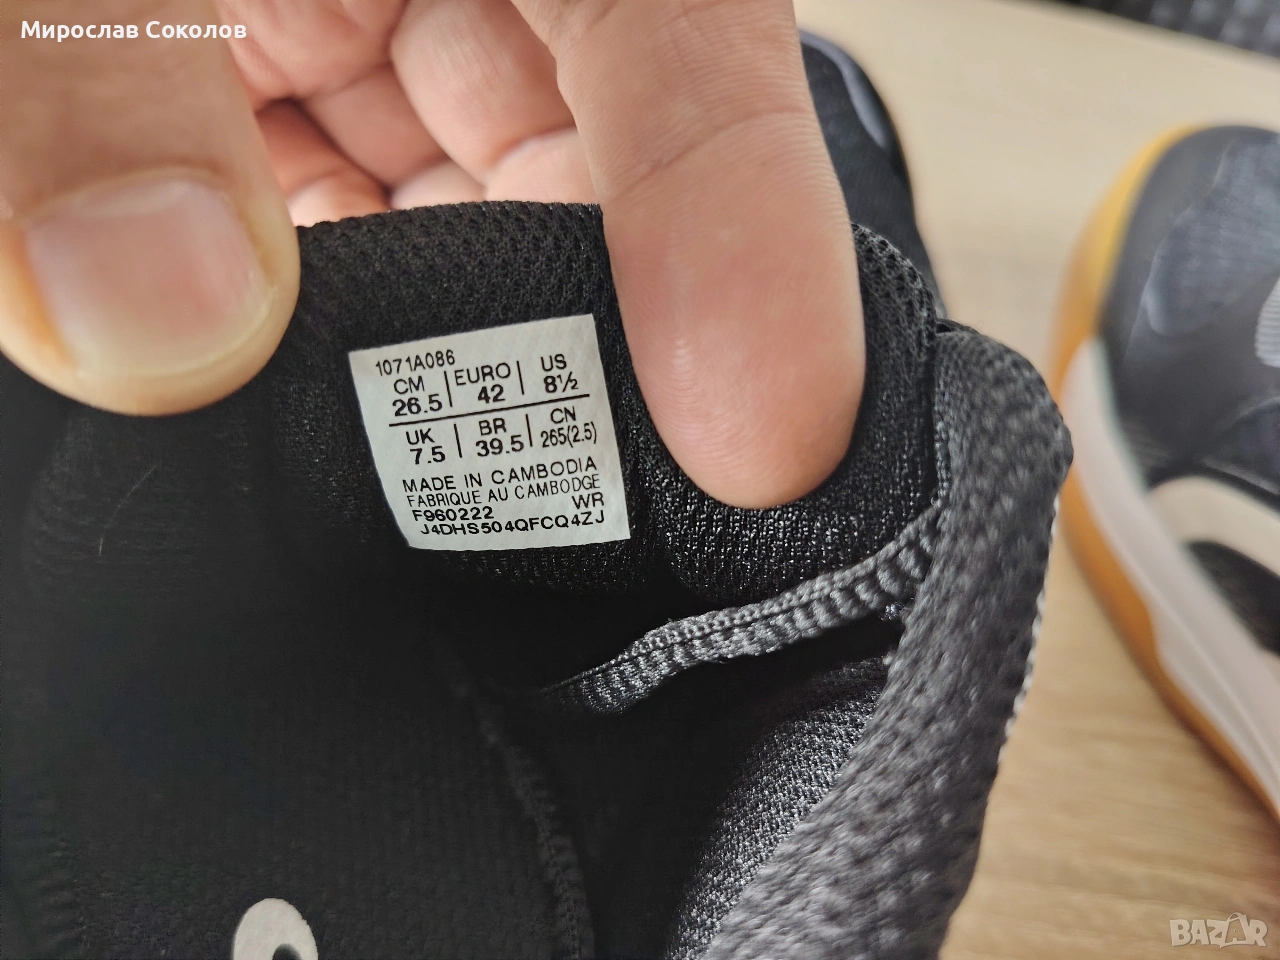 Мирослав Соколов
1071A086
CM EURO US
26.5 42 8½
UK BR CN
7.5 39.5 265(2.5)
MADE IN CAMBODIA
FABRIQUE AU CAMBODGE
F960222 WR
J4DHS504QFCQ4ZJ
BAZAR